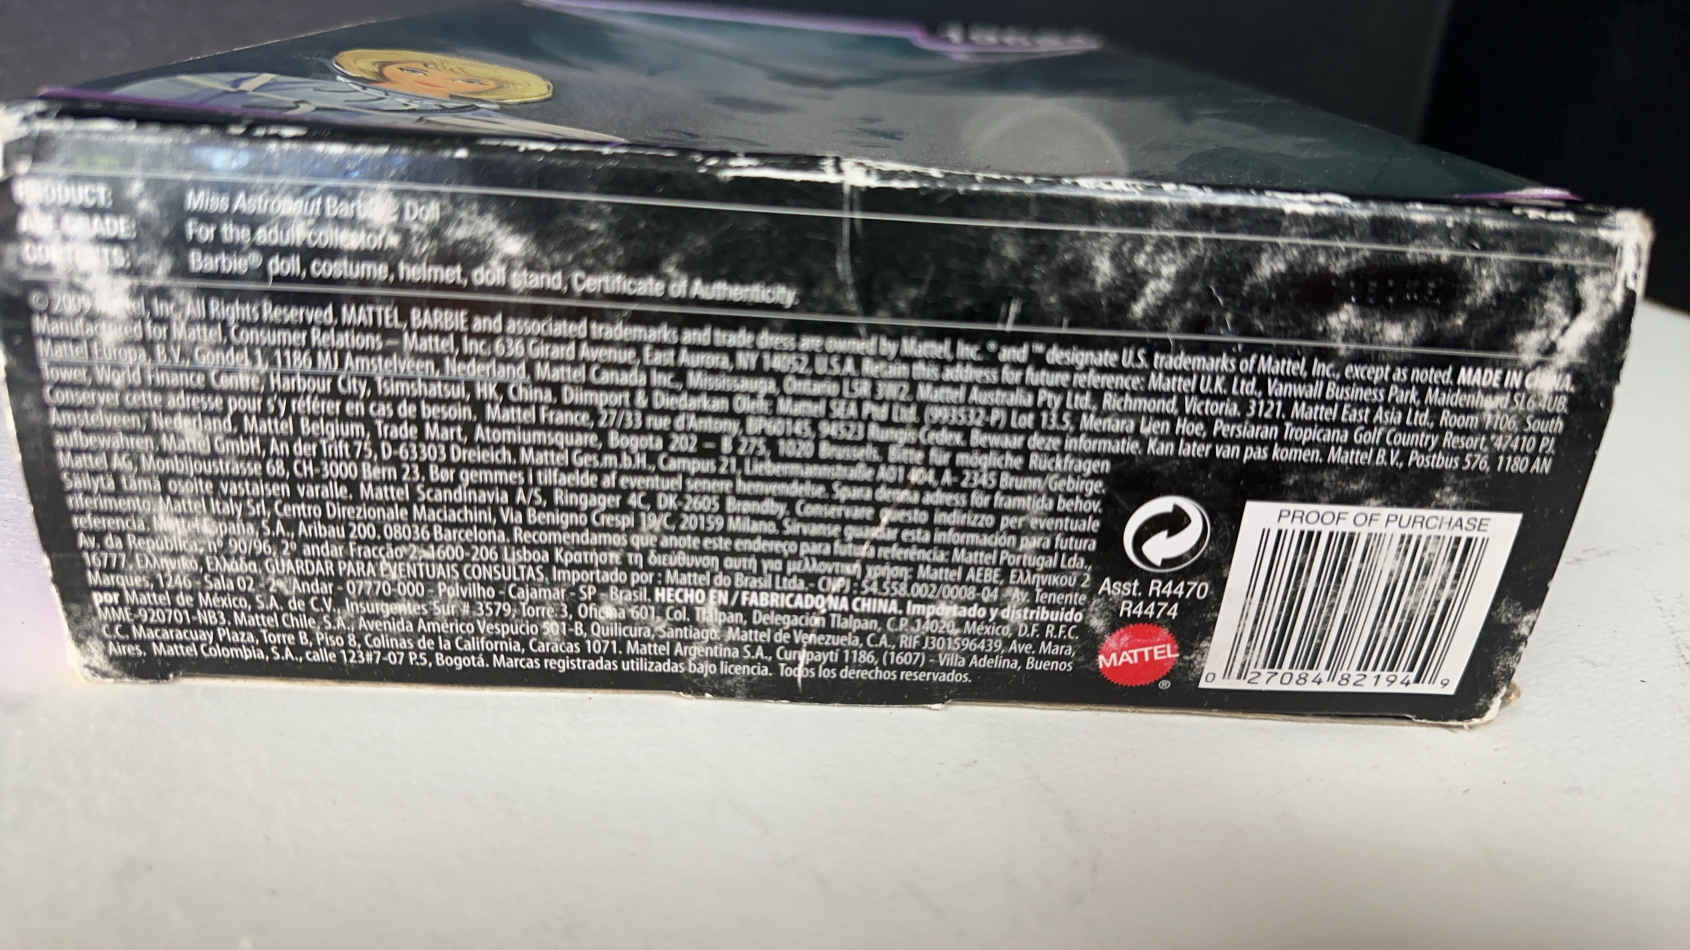 PRODUCT: Miss Astronaut Barbie® Doll
AGE GRADE: For the adult collector.
CONTENTS: Barbie® doll, costume, helmet, doll stand, Certificate of Authenticity.
© 2009 Mattel, Inc. All Rights Reserved. MATTEL, BARBIE and associated trademarks and trade dress are owned by Mattel, Inc. ® and ™ designate U.S. trademarks of Mattel, Inc., except as noted. MADE IN CHINA.
Manufactured for Mattel. Consumer Relations – Mattel, Inc. 636 Girard Avenue, East Aurora, NY 14052, U.S.A. Retain this address for future reference: Mattel U.K. Ltd., Vanwall Business Park, Maidenhead SL6 4UB.
Mattel Europa, B.V., Gondel 1, 1186 MJ Amstelveen, Nederland. Mattel Canada Inc., Mississauga, Ontario L5R 3W2. Mattel Australia Pty Ltd., Richmond, Victoria. 3121. Mattel East Asia Ltd., Room 1106, South
Tower, World Finance Centre, Harbour City, Tsimshatsui, HK, China. Diimport & Diedarkan Oleh: Mattel SEA Ptd Ltd. (993532-P) Lot 13.5, Menara Lien Hoe, Persiaran Tropicana Golf Country Resort, 47410 PJ.
Conserver cette adresse pour s'y référer en cas de besoin. Mattel France, 27/33 rue d'Antony, BP60145, 94523 Rungis Cedex. Bewaar deze informatie. Kan later van pas komen. Mattel B.V., Postbus 576, 1180 AN
Amstelveen, Nederland. Mattel Belgium, Trade Mart, Atomiumsquare, Bogota 202 – B 275, 1020 Brussels. Bitte für mögliche Rückfragen
aufbewahren. Mattel GmbH, An der Trift 75, D-63303 Dreieich. Mattel Ges.m.b.H., Campus 21, Liebermannstraße A01 404, A- 2345 Brunn/Gebirge.
Mattel AG, Monbijoustrasse 68, CH-3000 Bern 23. Bør gemmes i tilfælde af eventuel senere henvendelse. Spara denna adress för framtida behov.
Säilytä tämä osoite vastaisen varalle. Mattel Scandinavia A/S, Ringager 4C, DK-2605 Brøndby. Conservare questo indirizzo per eventuale
riferimento. Mattel Italy Srl, Centro Direzionale Maciachini, Via Benigno Crespi 19/C, 20159 Milano. Sírvanse guardar esta información para futura
referencia. Mattel España, S.A., Aribau 200. 08036 Barcelona. Recomendamos que anote este endereço para futura referência: Mattel Portugal Lda.,
Av. da República, nº 90/96, 2º andar Fracção 2, 1600-206 Lisboa Κρατήστε τη διεύθυνση αυτή για μελλοντική χρήση: Mattel AEBE, Ελληνικού 2
16777, Ελληνικό, Ελλάδα. GUARDAR PARA EVENTUAIS CONSULTAS. Importado por : Mattel do Brasil Ltda - CNPJ : 54.558.002/0008-04 - Av. Tenente
Marques, 1246 - Sala 02 - 2º Andar - 07770-000 - Polvilho - Cajamar - SP - Brasil. HECHO EN / FABRICADO NA CHINA. Importado y distribuido
por Mattel de México, S.A. de C.V., Insurgentes Sur # 3579, Torre 3, Oficina 601, Col. Tlalpan, Delegación Tlalpan, C.P. 14020, México, D.F. R.F.C.
MME-920701-NB3. Mattel Chile, S.A., Avenida Américo Vespucio 501-B, Quilicura, Santiago. Mattel de Venezuela, C.A., RIF J301596439, Ave. Mara,
C.C. Macaracuay Plaza, Torre B, Piso 8, Colinas de la California, Caracas 1071. Mattel Argentina S.A., Curupaytí 1186, (1607) – Villa Adelina, Buenos
Aires. Mattel Colombia, S.A., calle 123#7-07 P.5, Bogotá. Marcas registradas utilizadas bajo licencia. Todos los derechos reservados.
Asst. R4470
R4474
MATTEL
®
PROOF OF PURCHASE
0 27084 82194 9